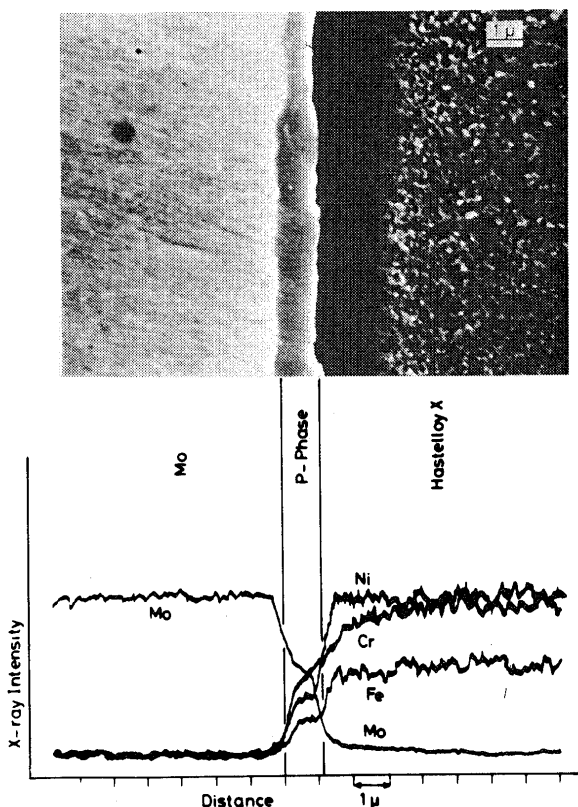 1 μ
Mo
P-Phase
Hastelloy X
Ni
Mo
Cr
Fe
X-ray Intensity
Mo
1 μ
Distance